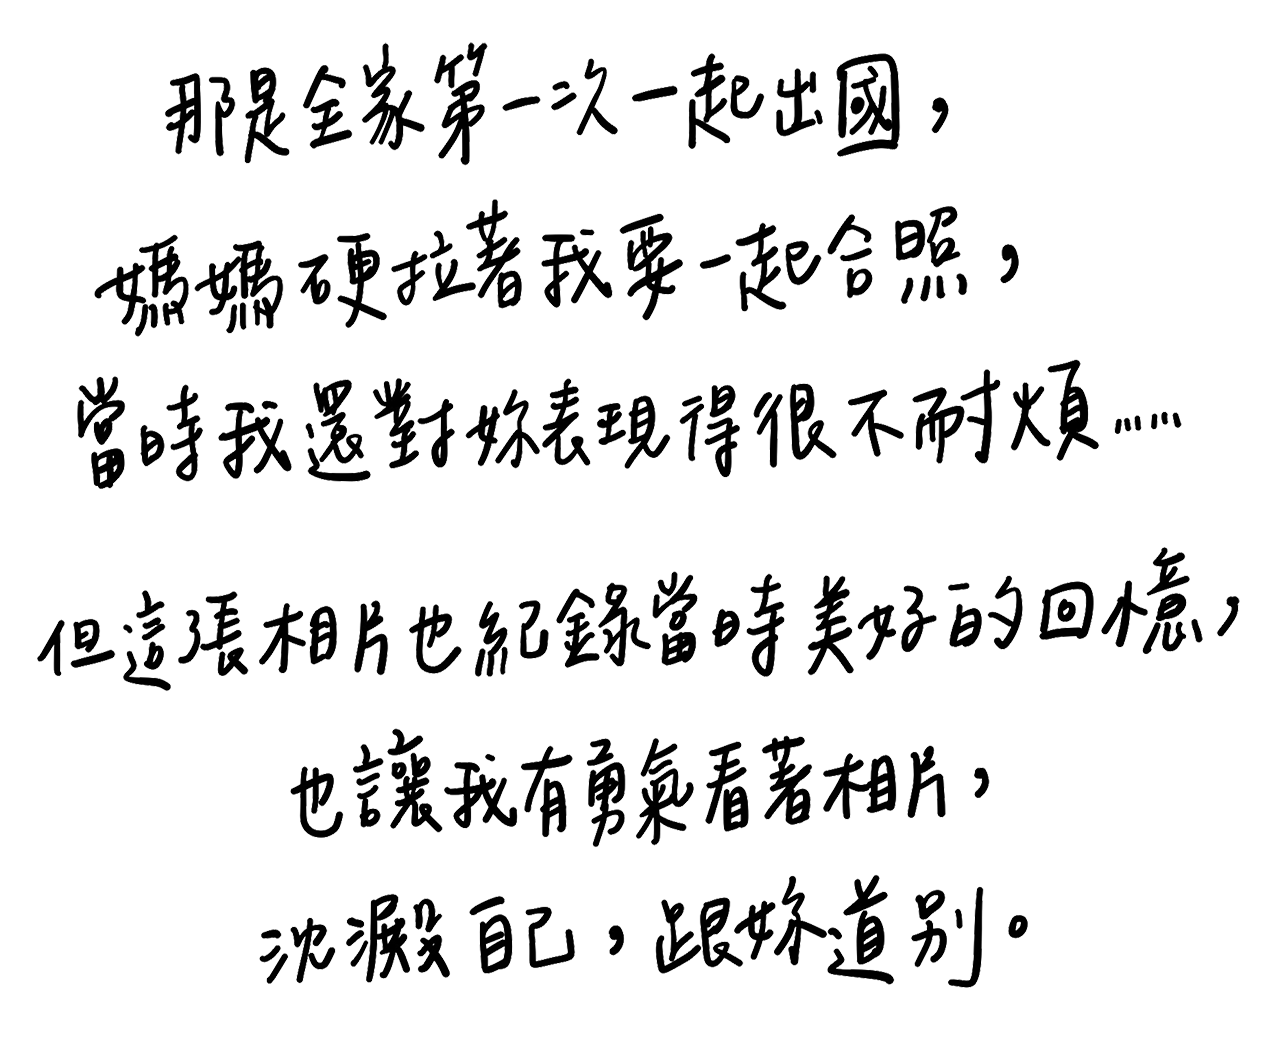 那是全家第一次一起出國，
媽媽硬拉著我要一起合照，
當時我還對妳表現得很不耐煩……
但這張相片也紀錄當時美好的回憶，
也讓我有勇氣看著相片，
沈澱自己，跟妳道別。